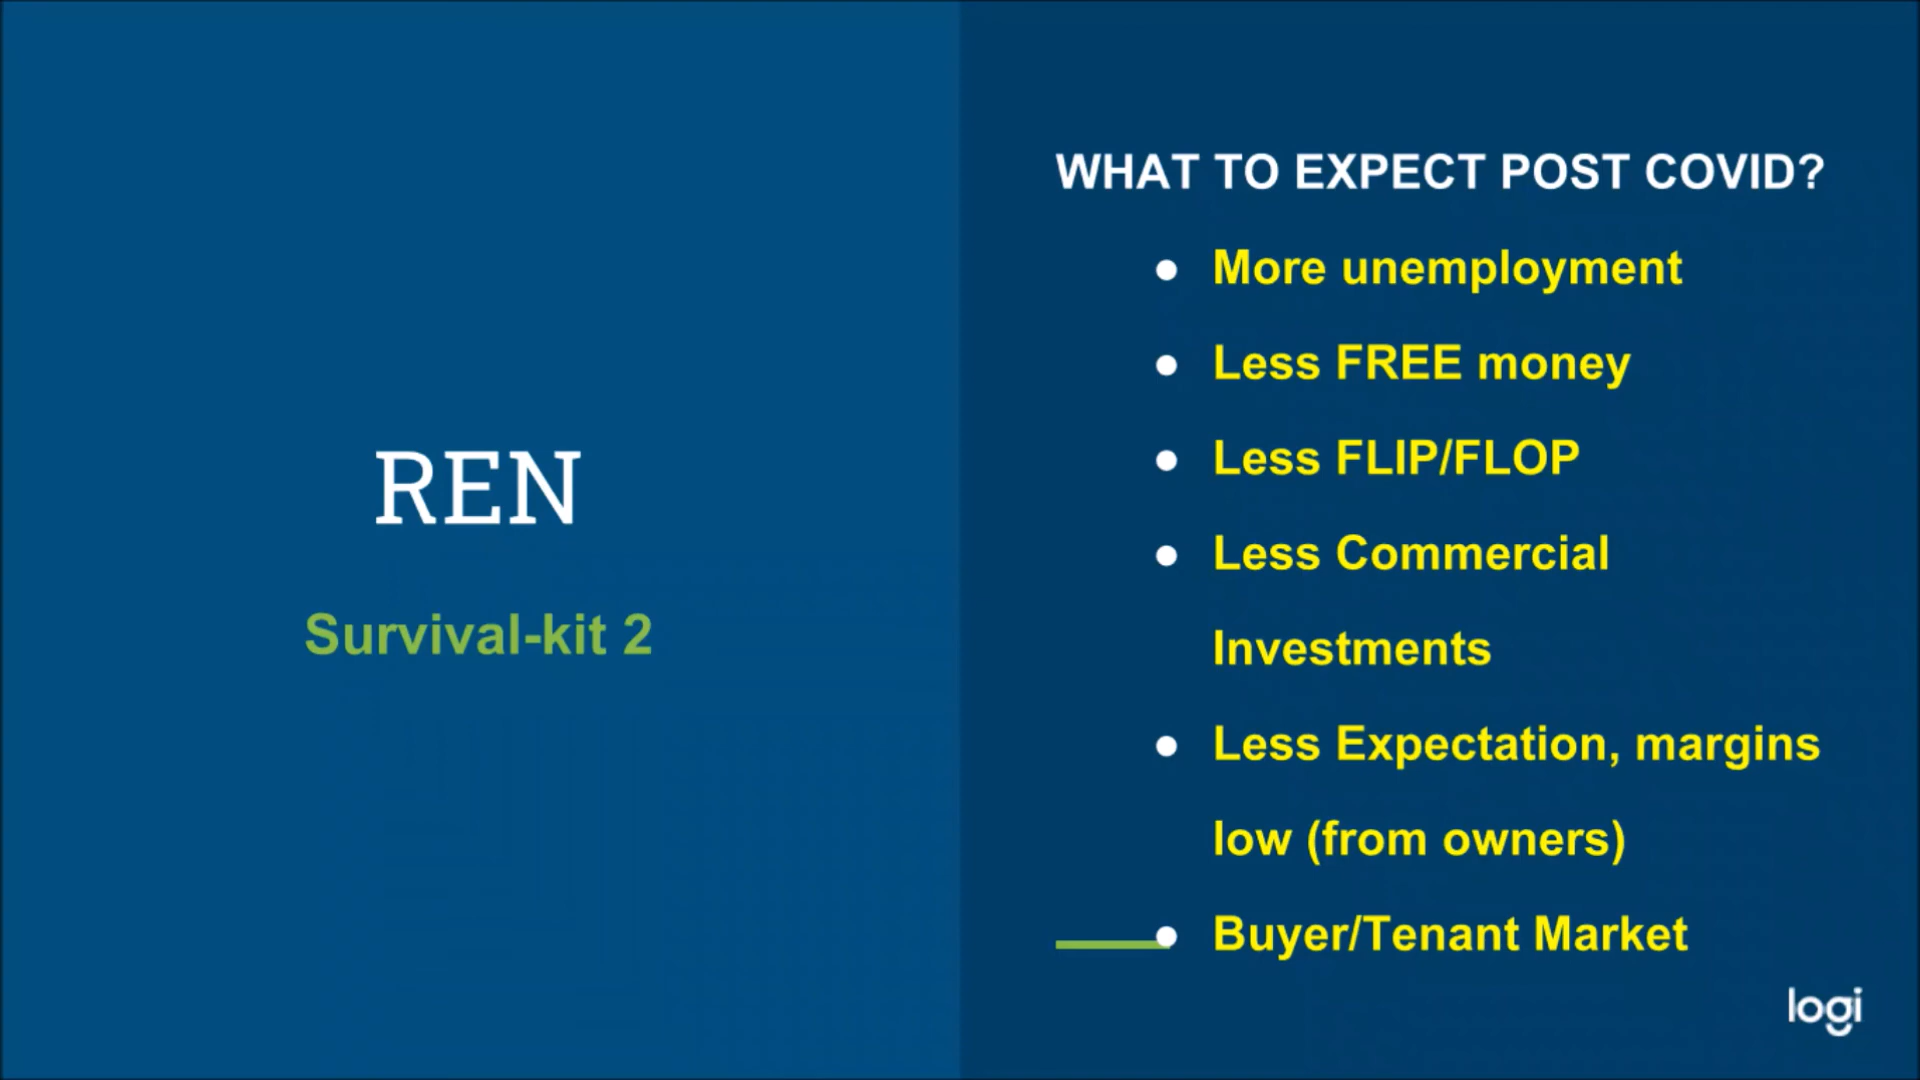 REN
Survival-kit 2
WHAT TO EXPECT POST COVID?
More unemployment
Less FREE money
Less FLIP/FLOP
Less Commercial
Investments
Less Expectation, margins
low (from owners)
Buyer/Tenant Market
logi